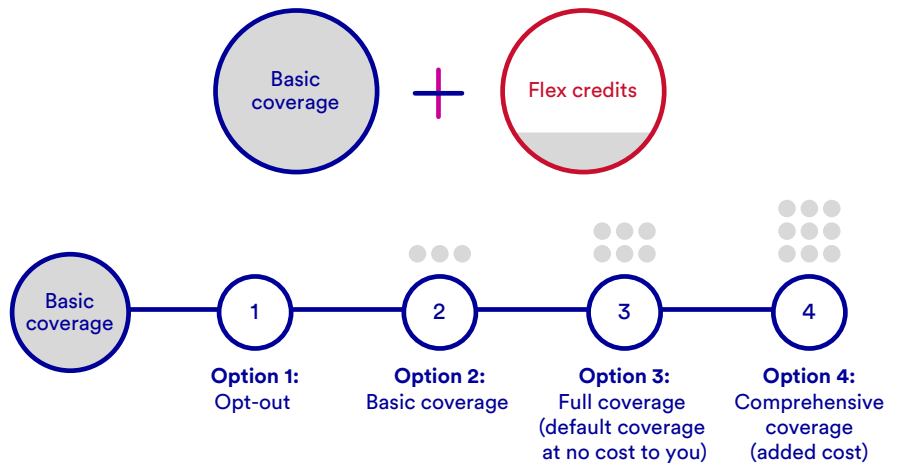 Basic
coverage
Flex credits
Basic
coverage
1
2
3
4
Option 1:
Opt-out
Option 2:
Basic coverage
Option 3:
Full coverage
(default coverage
at no cost to you)
Option 4:
Comprehensive
coverage
(added cost)